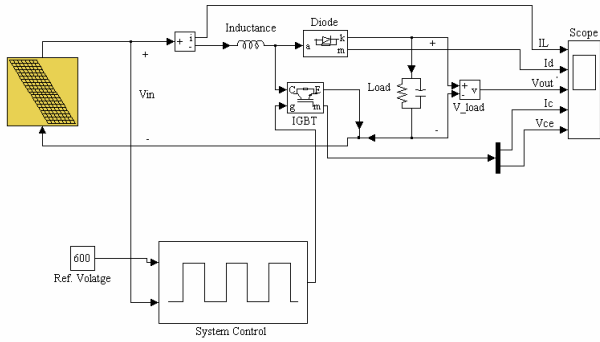 Inductance
Diode
Scope
+
i
-
a
k
m
IL
+
Vin
+
Id
Load
+
-
v
V_load
Vout
C
E
g
m
IGBT
Ic
Vce
-
-
600
Ref. Volatge
System Control